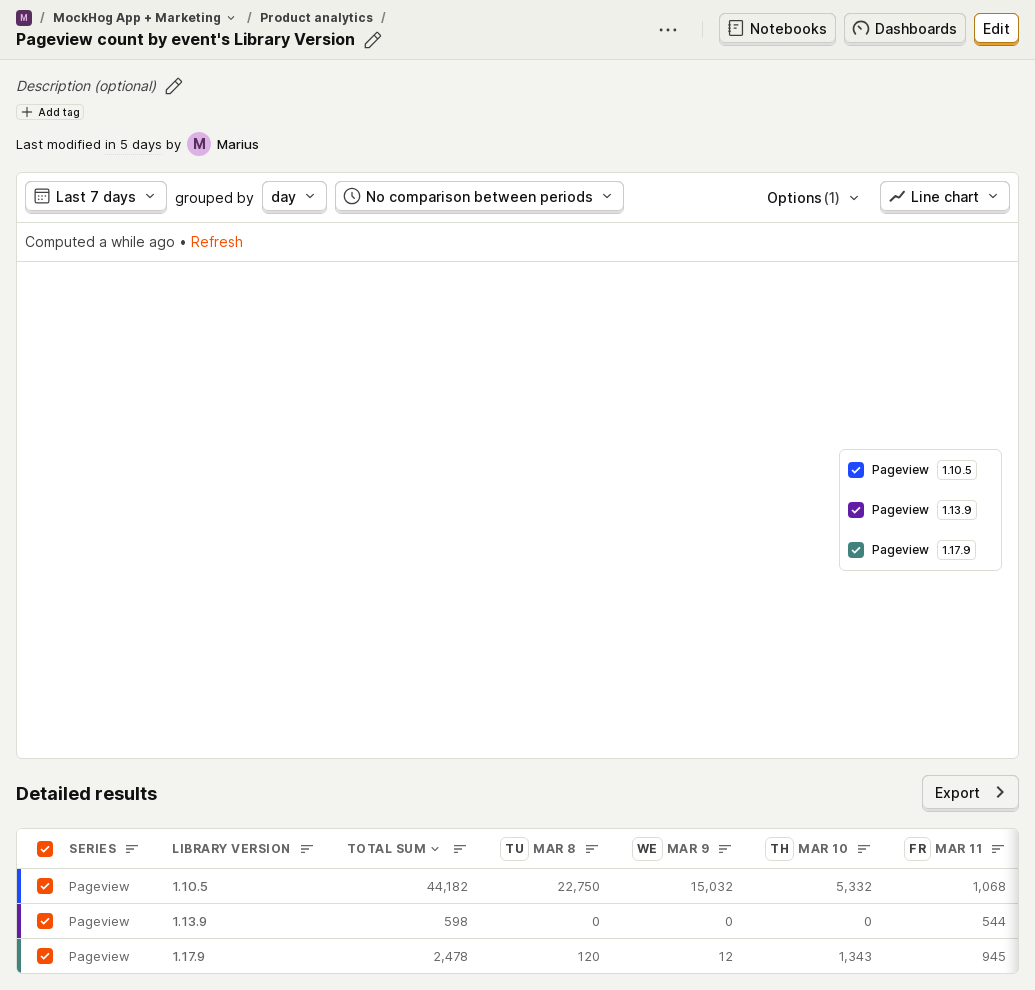 M / MockHog App + Marketing / Product analytics /
Pageview count by event's Library Version
Notebooks Dashboards Edit
Description (optional)
Add tag
Last modified in 5 days by M Marius
Last 7 days grouped by day No comparison between periods Options (1) Line chart
Computed a while ago • Refresh
Pageview 1.10.5
Pageview 1.13.9
Pageview 1.17.9
Detailed results
Export
SERIES LIBRARY VERSION TOTAL SUM TU MAR 8 WE MAR 9 TH MAR 10 FR MAR 11
Pageview 1.10.5 44,182 22,750 15,032 5,332 1,068
Pageview 1.13.9 598 0 0 0 544
Pageview 1.17.9 2,478 120 12 1,343 945